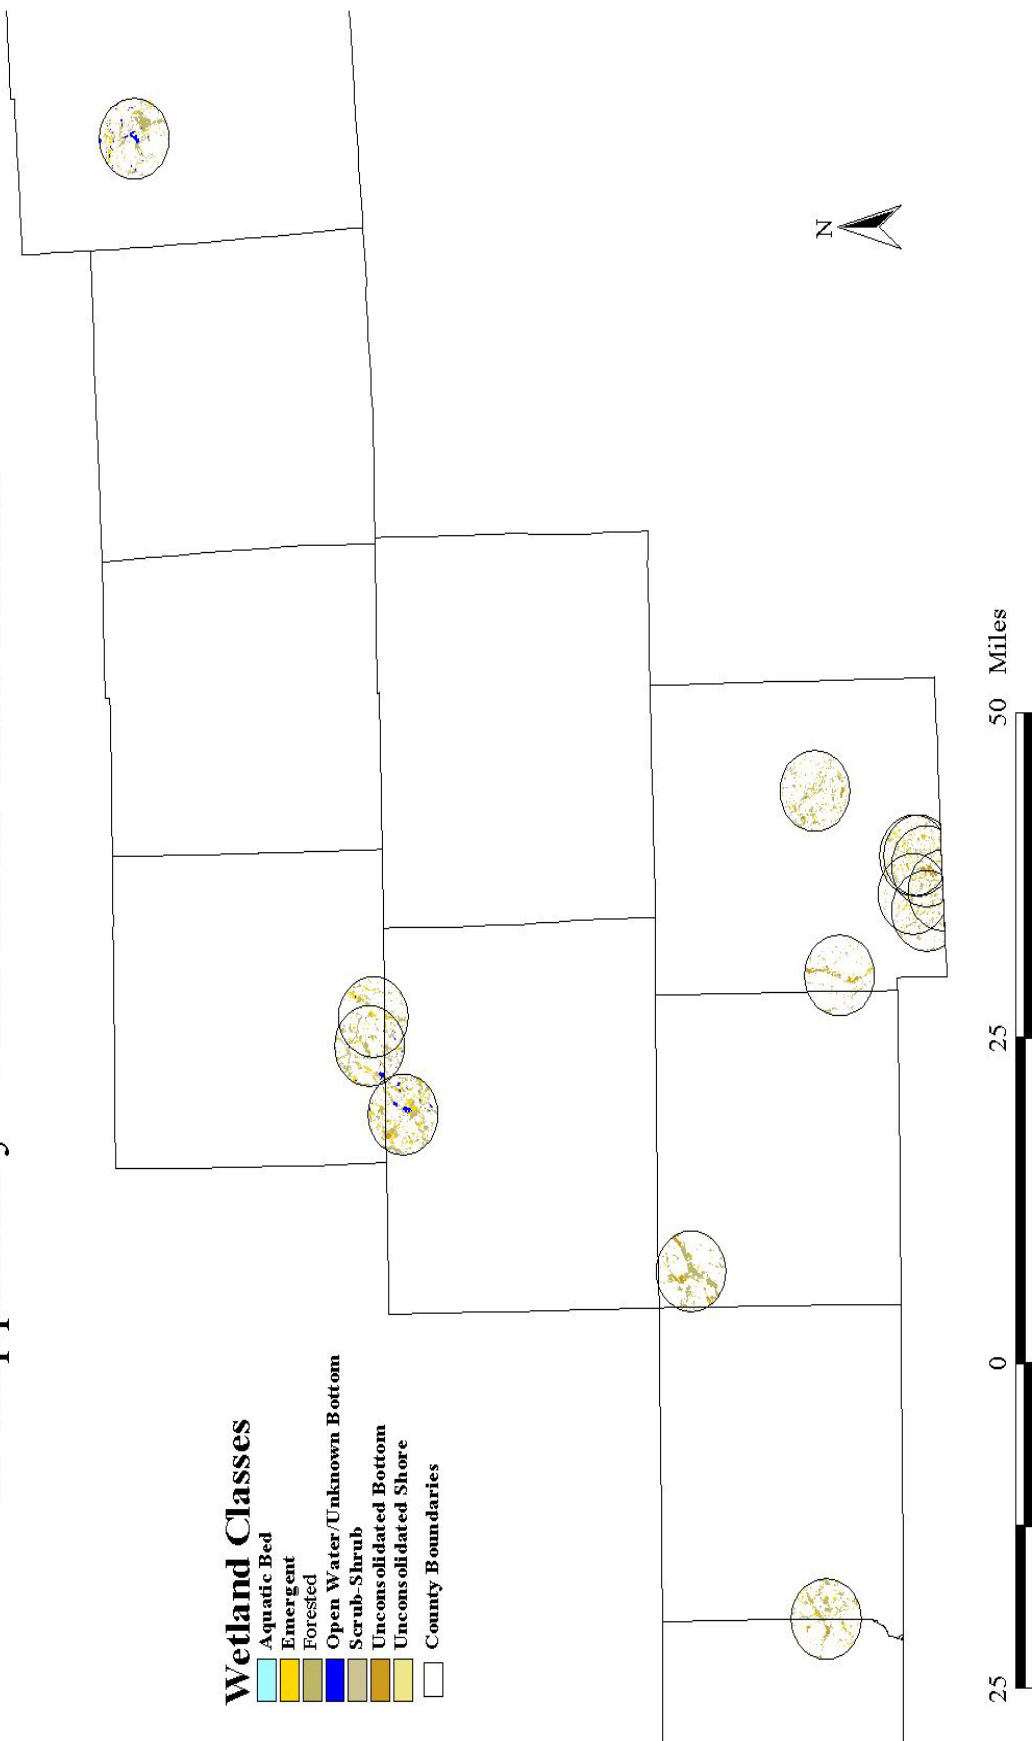 Wetland Classes
Aquatic Bed
Emergent
Forested
Open Water/Unknown Bottom
Scrub-Shrub
Unconsolidated Bottom
Unconsolidated Shore
County Boundaries
N
25 0 25 50 Miles